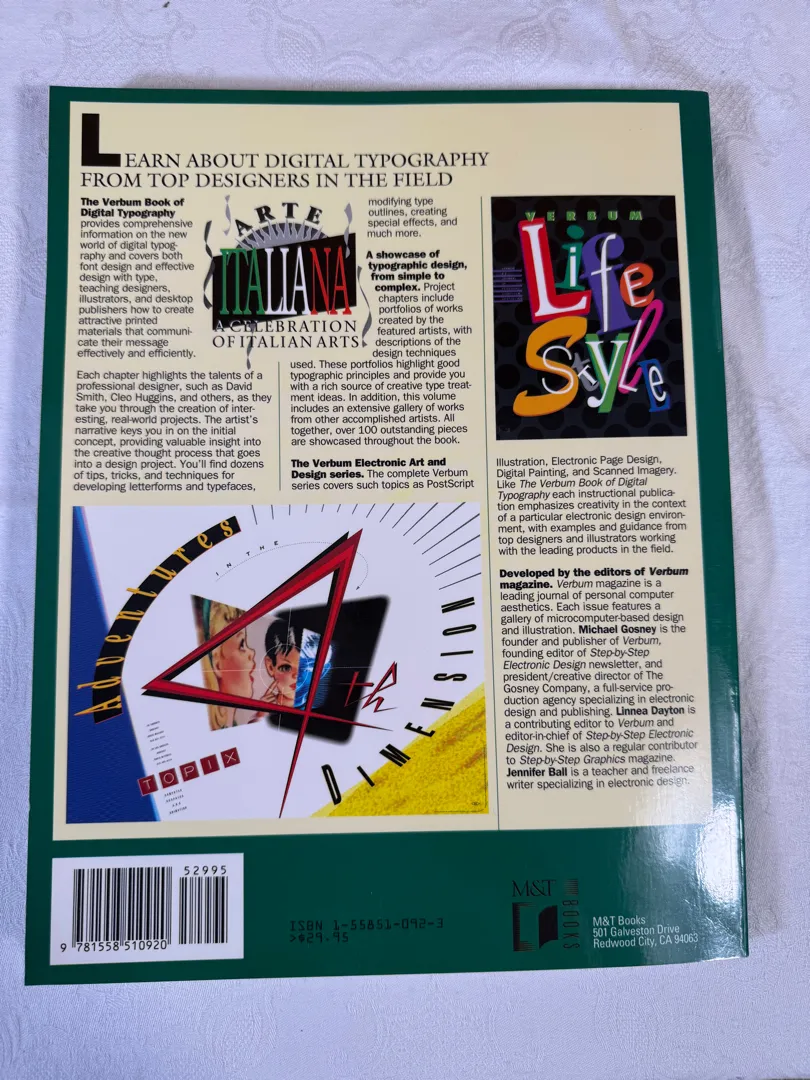 LEARN ABOUT DIGITAL TYPOGRAPHY
FROM TOP DESIGNERS IN THE FIELD
The Verbum Book of
Digital Typography
provides comprehensive
information on the new
world of digital typog-
raphy and covers both
font design and effective
design with type,
teaching designers,
illustrators, and desktop
publishers how to create
attractive printed
materials that communi-
cate their message
effectively and efficiently.
Each chapter highlights the talents of a
professional designer, such as David
Smith, Cleo Huggins, and others, as they
take you through the creation of inter-
esting, real-world projects. The artist's
narrative keys you in on the initial
concept, providing valuable insight into
the creative thought process that goes
into a design project. You'll find dozens
of tips, tricks, and techniques for
developing letterforms and typefaces,
ARTE
ITALIANA
A CELEBRATION
OF ITALIAN ARTS
modifying type
outlines, creating
special effects, and
much more.
A showcase of
typographic design,
from simple to
complex. Project
chapters include
portfolios of works
created by the
featured artists, with
descriptions of the
design techniques
used. These portfolios highlight good
typographic principles and provide you
with a rich source of creative type treat-
ment ideas. In addition, this volume
includes an extensive gallery of works
from other accomplished artists. All
together, over 100 outstanding pieces
are showcased throughout the book.
The Verbum Electronic Art and
Design series. The complete Verbum
series covers such topics as PostScript
VERBUM
Life
Style
Illustration, Electronic Page Design,
Digital Painting, and Scanned Imagery.
Like The Verbum Book of Digital
Typography each instructional publica-
tion emphasizes creativity in the context
of a particular electronic design environ-
ment, with examples and guidance from
top designers and illustrators working
with the leading products in the field.
Developed by the editors of Verbum
magazine. Verbum magazine is a
leading journal of personal computer
aesthetics. Each issue features a
gallery of microcomputer-based design
and illustration. Michael Gosney is the
founder and publisher of Verbum,
founding editor of Step-by-Step
Electronic Design newsletter, and
president/creative director of The
Gosney Company, a full-service pro-
duction agency specializing in electronic
design and publishing. Linnea Dayton is
a contributing editor to Verbum and
editor-in-chief of Step-by-Step Electronic
Design. She is also a regular contributor
to Step-by-Step Graphics magazine.
Jennifer Ball is a teacher and freelance
writer specializing in electronic design.
Adventures
IN THE
4th
DIMENSION
TOPIX
52995
9 781558 510920
ISBN 1-55851-092-3
>$29.95
M&T
BOOKS
M&T Books
501 Galveston Drive
Redwood City, CA 94063